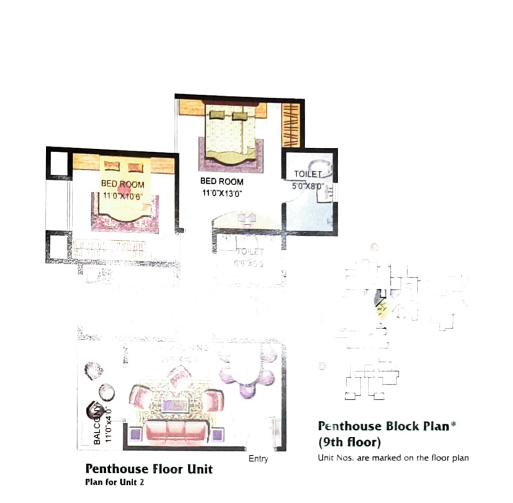 BED ROOM
11'0"X13'0"
TOILET
5'0"X8'0"
BED ROOM
11'0"X10'6"
TOILET
BALCONY
11'0"x4'0"
Entry
Penthouse Floor Unit
Plan for Unit 2
Penthouse Block Plan*
(9th floor)
Unit Nos. are marked on the floor plan